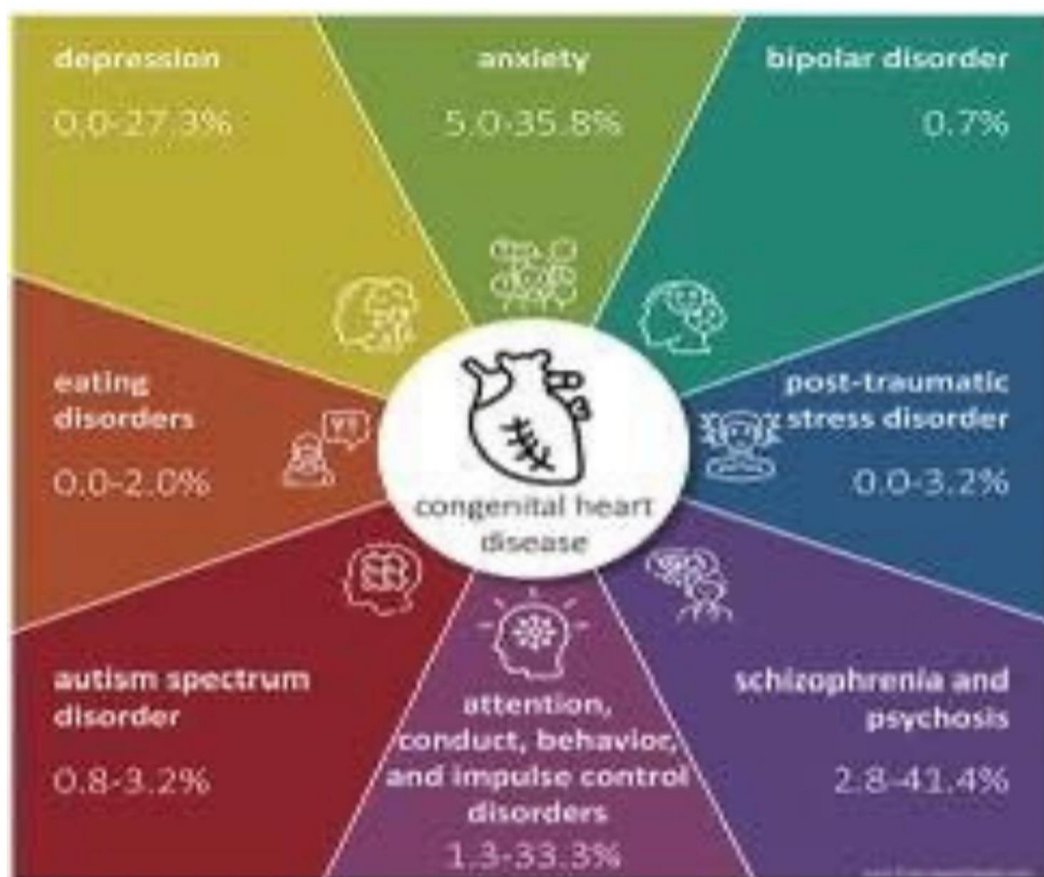 depression
0.0-27.3%
anxiety
5.0-35.8%
bipolar disorder
0.7%
eating
disorders
0.0-2.0%
congenital heart
disease
post-traumatic
stress disorder
0.0-3.2%
autism spectrum
disorder
0.8-3.2%
attention,
conduct, behavior,
and impulse control
disorders
1.3-33.3%
schizophrenia and
psychosis
2.8-41.4%